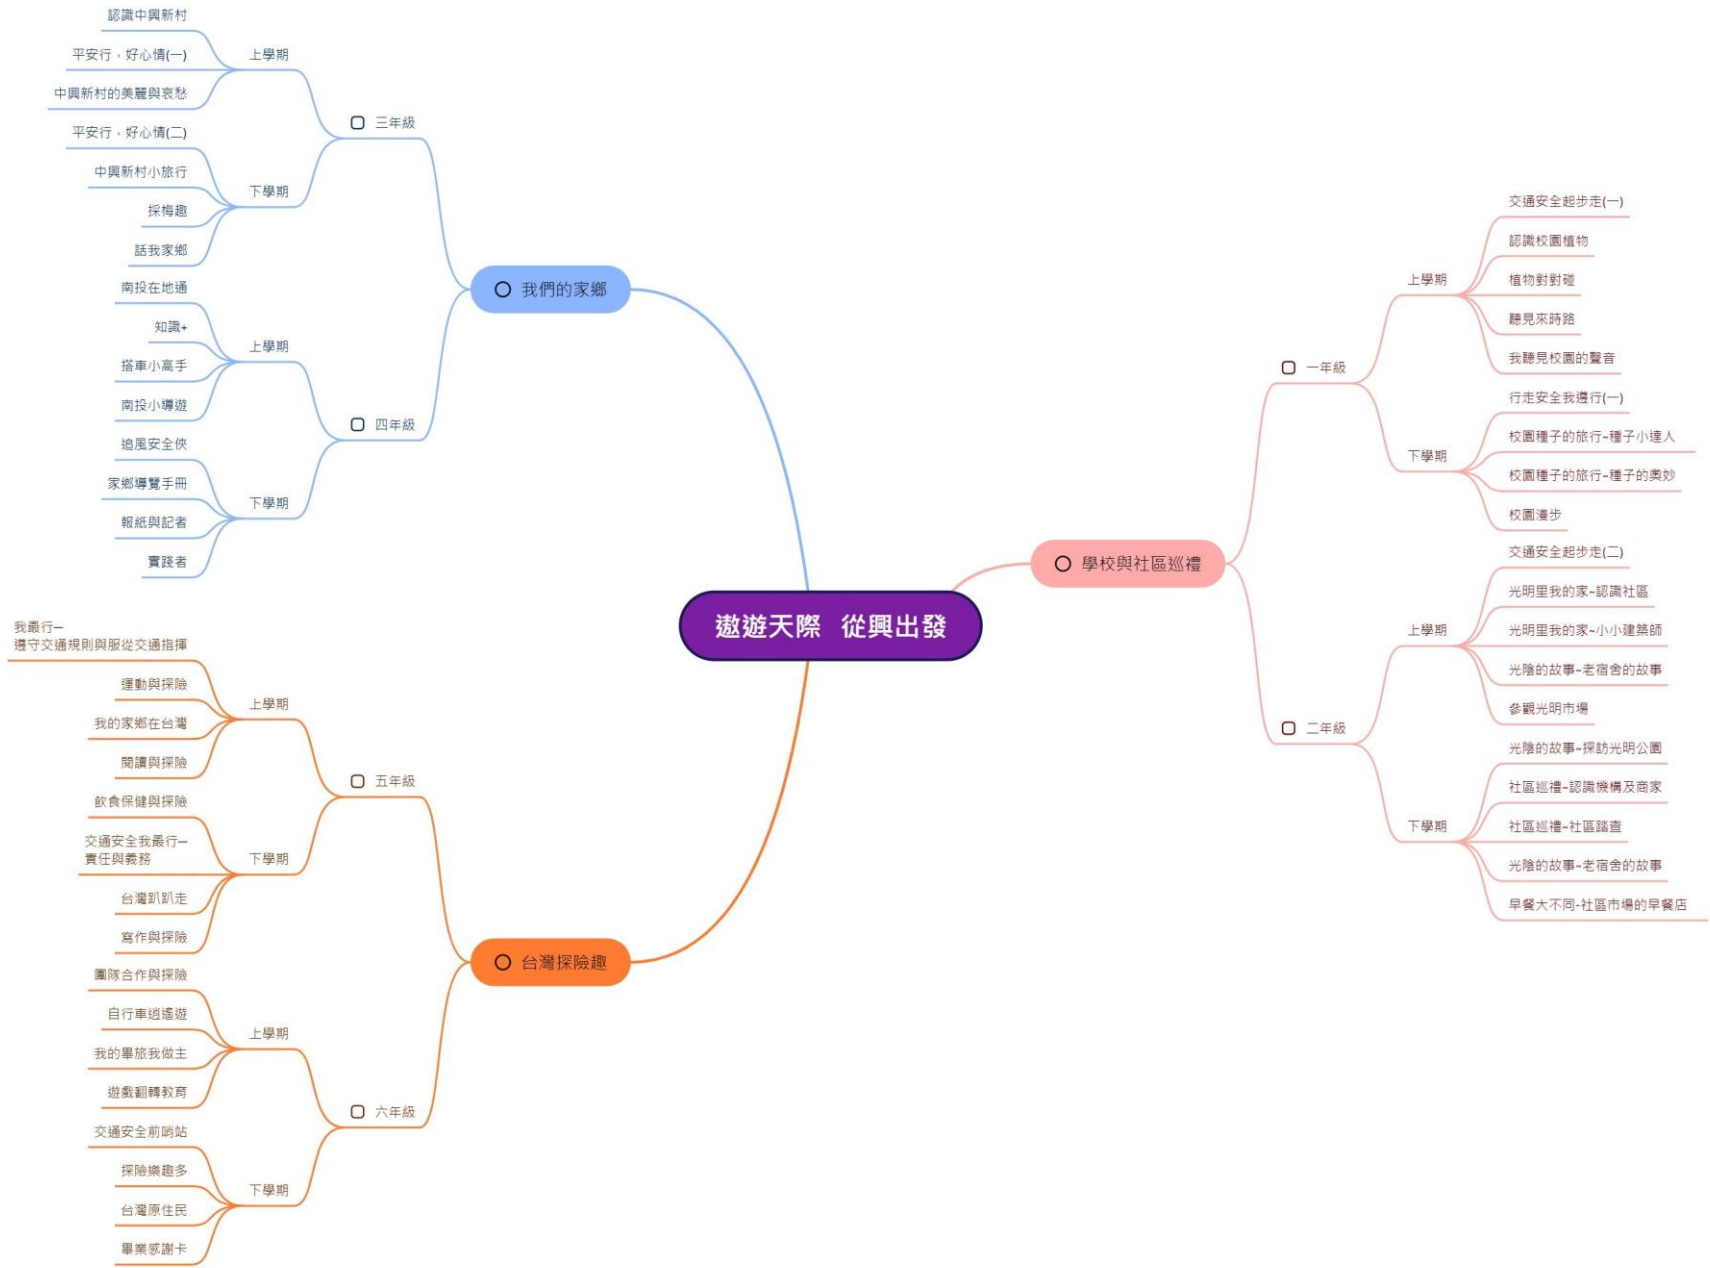 遨遊天際 從興出發
學校與社區巡禮
一年級
上學期
交通安全起步走(一)
認識校園植物
植物對對碰
聽見來時路
我聽見校園的聲音
下學期
行走安全我遵行(一)
校園種子的旅行~種子小達人
校園種子的旅行~種子的奧妙
校園漫步
二年級
上學期
交通安全起步走(二)
光明里我的家~認識社區
光明里我的家~小小建築師
光陰的故事~老宿舍的故事
參觀光明市場
下學期
光陰的故事~探訪光明公園
社區巡禮~認識機構及商家
社區巡禮~社區踏查
光陰的故事~老宿舍的故事
早餐大不同-社區市場的早餐店
我們的家鄉
三年級
上學期
認識中興新村
平安行，好心情(一)
中興新村的美麗與哀愁
下學期
平安行，好心情(二)
中興新村小旅行
採梅趣
話我家鄉
四年級
上學期
南投在地通
知識+
搭車小高手
南投小導遊
下學期
追風安全俠
家鄉導覽手冊
報紙與記者
實踐者
台灣探險趣
五年級
上學期
我最行—
遵守交通規則與服從交通指揮
運動與探險
我的家鄉在台灣
閱讀與探險
下學期
飲食保健與探險
交通安全我最行—
責任與義務
台灣趴趴走
寫作與探險
六年級
上學期
團隊合作與探險
自行車逍遙遊
我的畢旅我做主
遊戲翻轉教育
下學期
交通安全前哨站
探險樂趣多
台灣原住民
畢業感謝卡